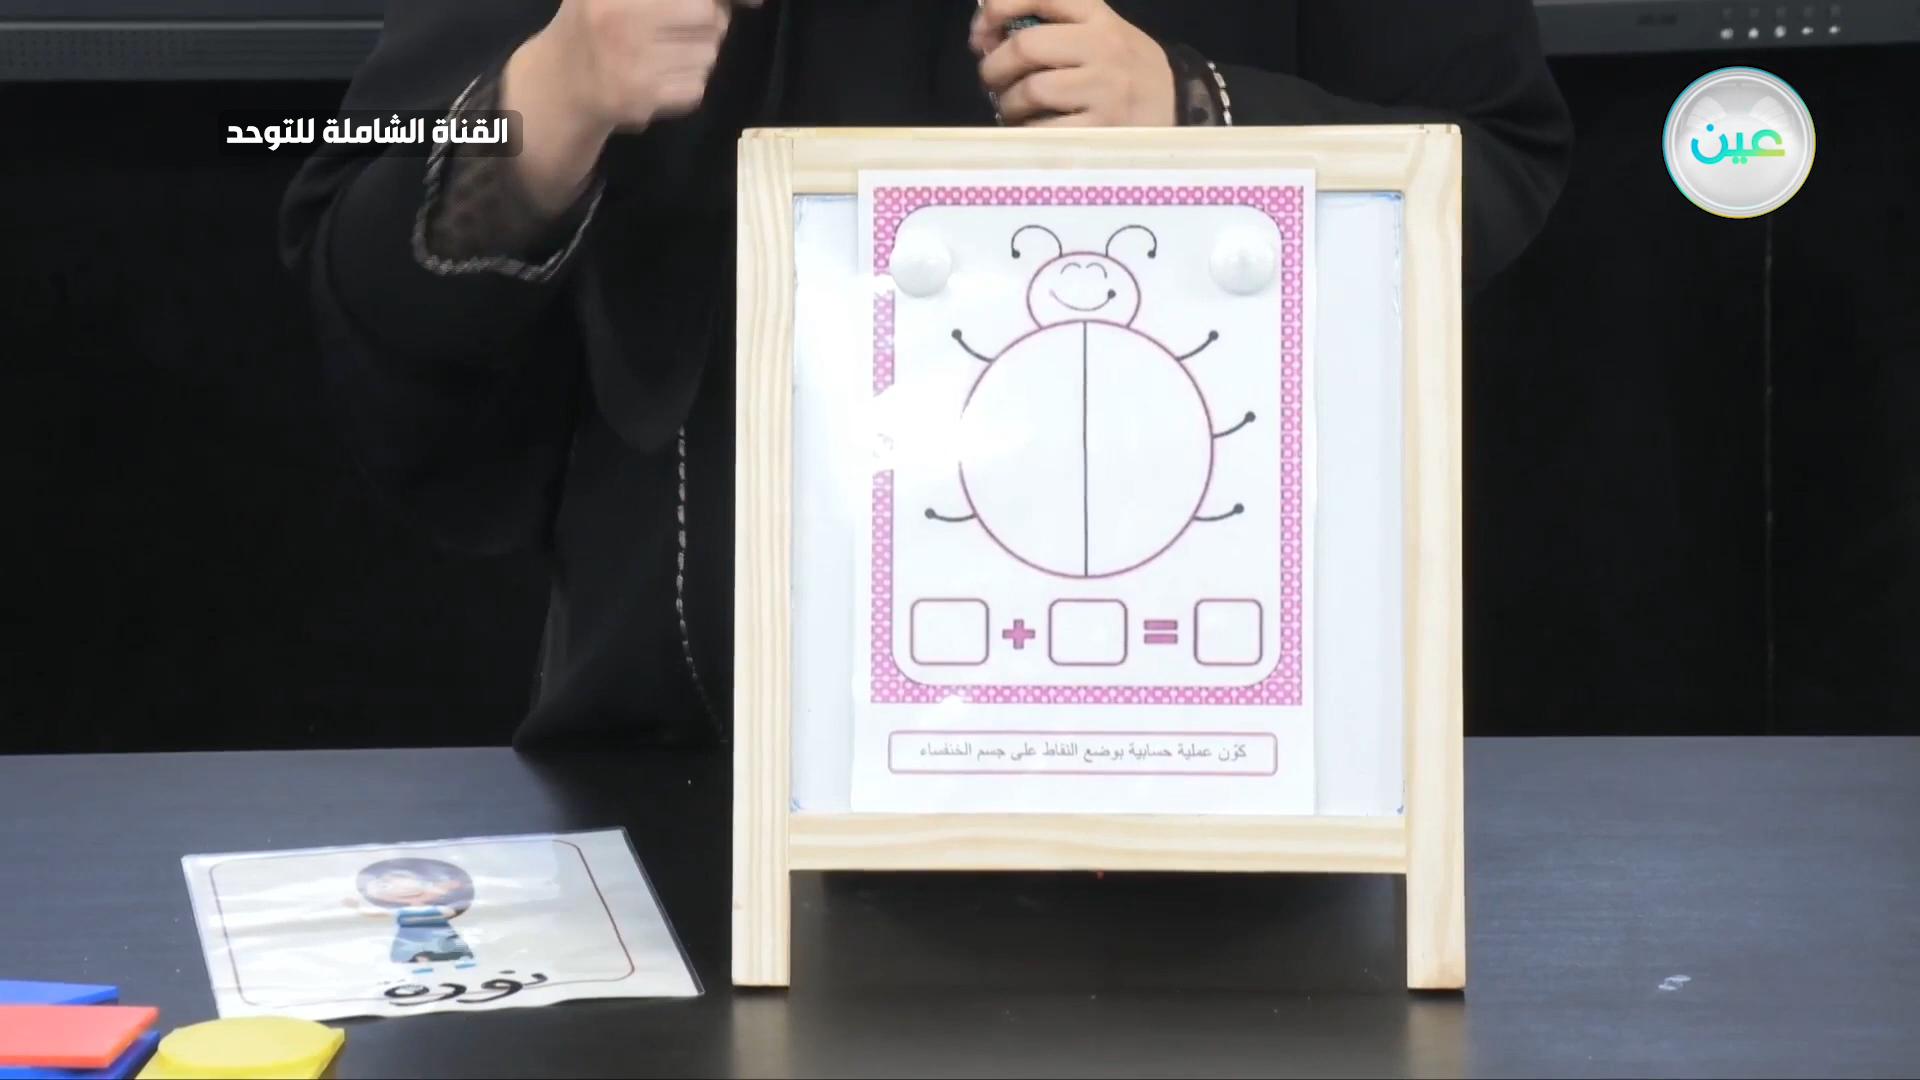 القناة الشاملة للتوحد
عين
+ =
كوّن عملية حسابية بوضع النقاط على جسم الخنفساء
نورة